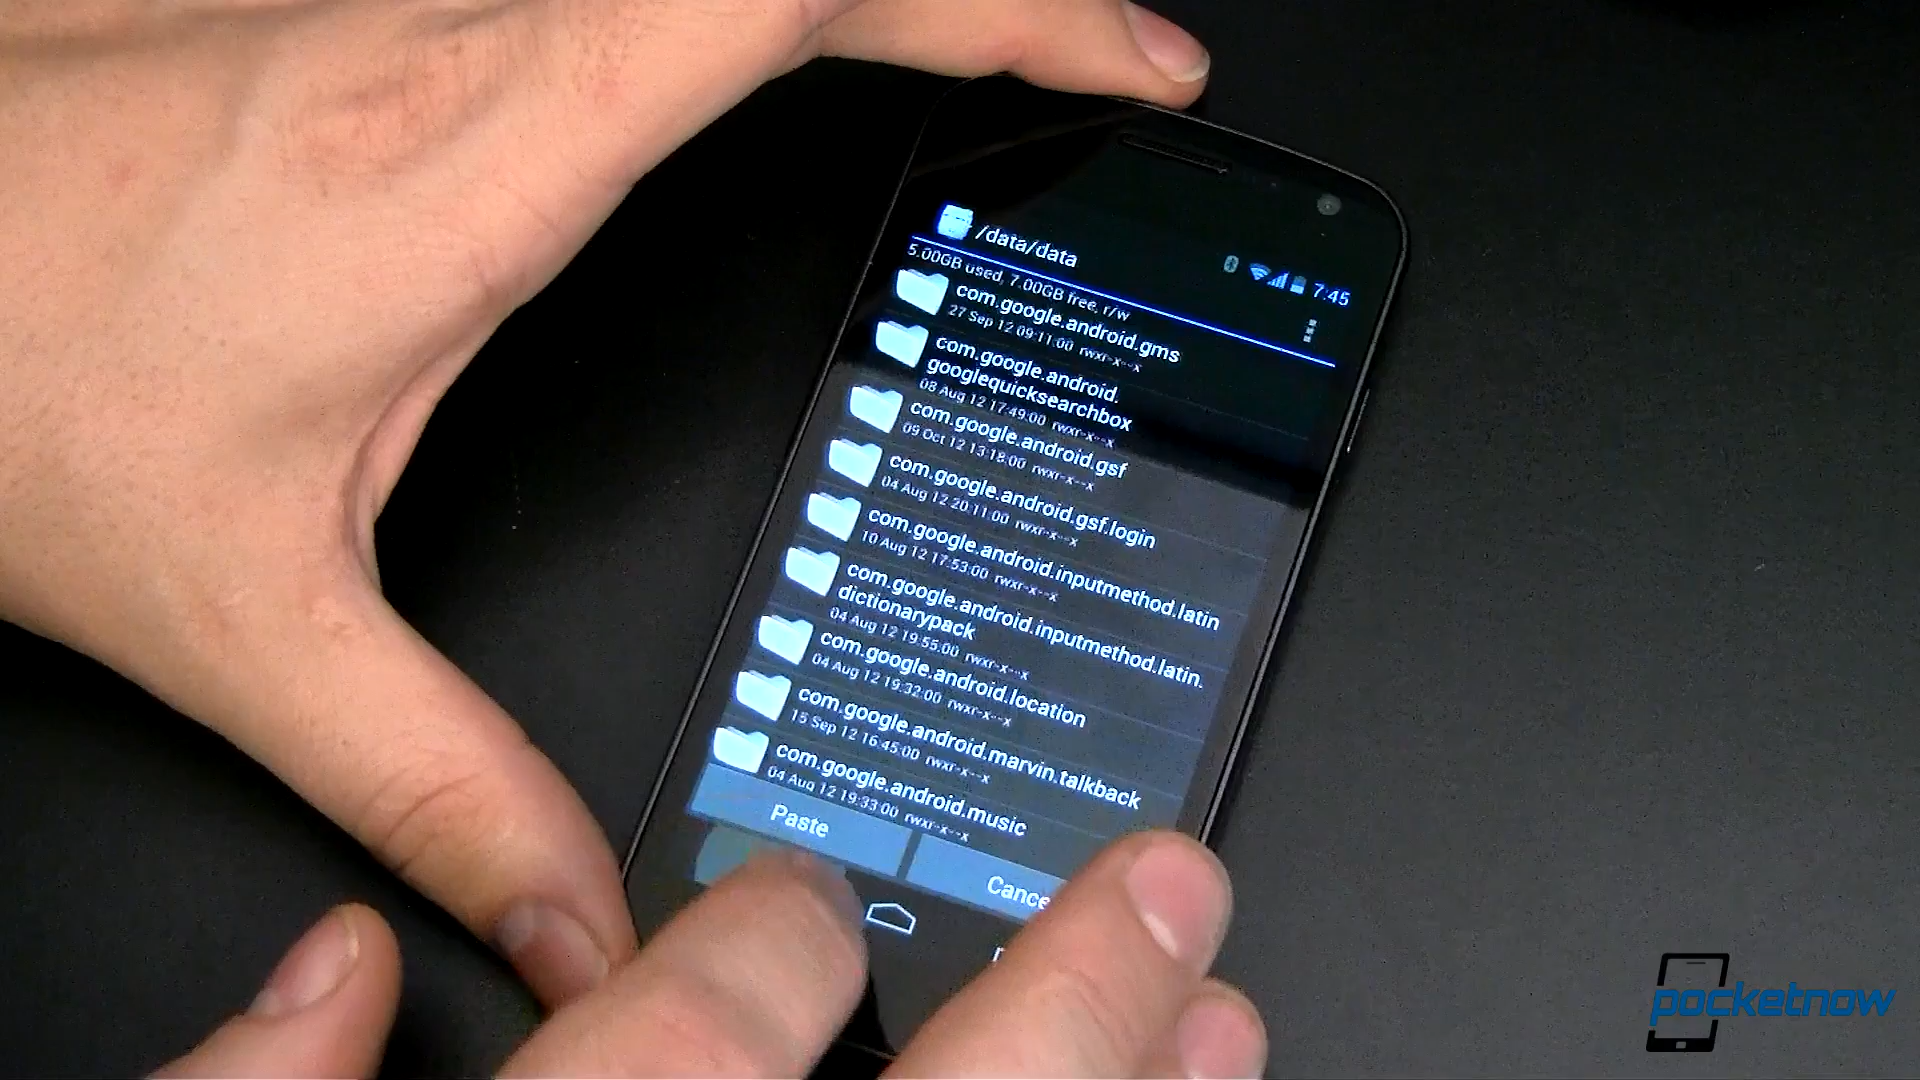 /data/data
7:45
5.00GB used, 7.00GB free, r/w
com.google.android.gms
27 Sep 12 09:11:00 rwxr-x--x
com.google.android.
googlequicksearchbox
08 Aug 12 17:49:00 rwxr-x--x
com.google.android.gsf
09 Oct 12 13:18:00 rwxr-x--x
com.google.android.gsf.login
04 Aug 12 20:11:00 rwxr-x--x
com.google.android.inputmethod.latin
10 Aug 12 17:53:00 rwxr-x--x
com.google.android.inputmethod.latin.
dictionarypack
04 Aug 12 19:55:00 rwxr-x--x
com.google.android.location
04 Aug 12 19:32:00 rwxr-x--x
com.google.android.marvin.talkback
15 Sep 12 16:45:00 rwxr-x--x
com.google.android.music
04 Aug 12 19:33:00 rwxr-x--x
Paste
Cance
pocketnow